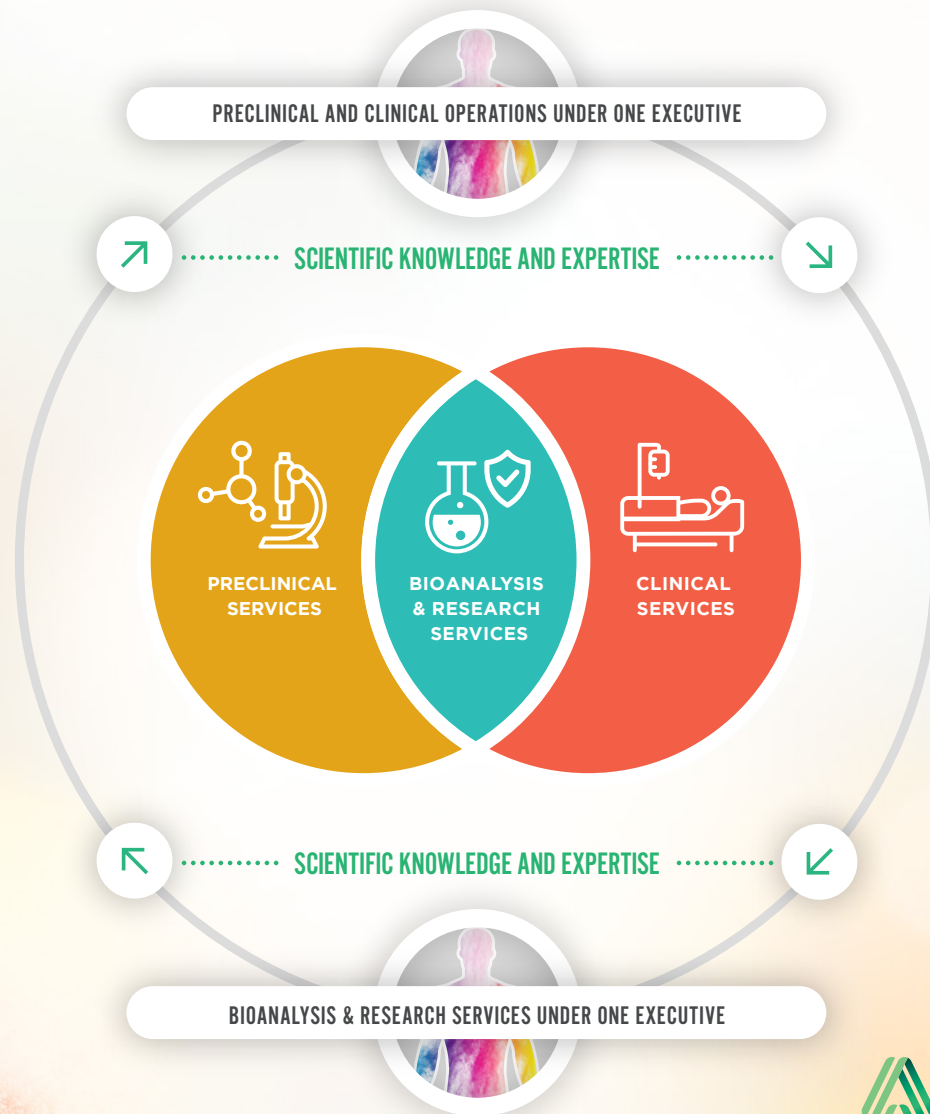 PRECLINICAL AND CLINICAL OPERATIONS UNDER ONE EXECUTIVE
SCIENTIFIC KNOWLEDGE AND EXPERTISE
PRECLINICAL
SERVICES
BIOANALYSIS
& RESEARCH
SERVICES
CLINICAL
SERVICES
SCIENTIFIC KNOWLEDGE AND EXPERTISE
BIOANALYSIS & RESEARCH SERVICES UNDER ONE EXECUTIVE